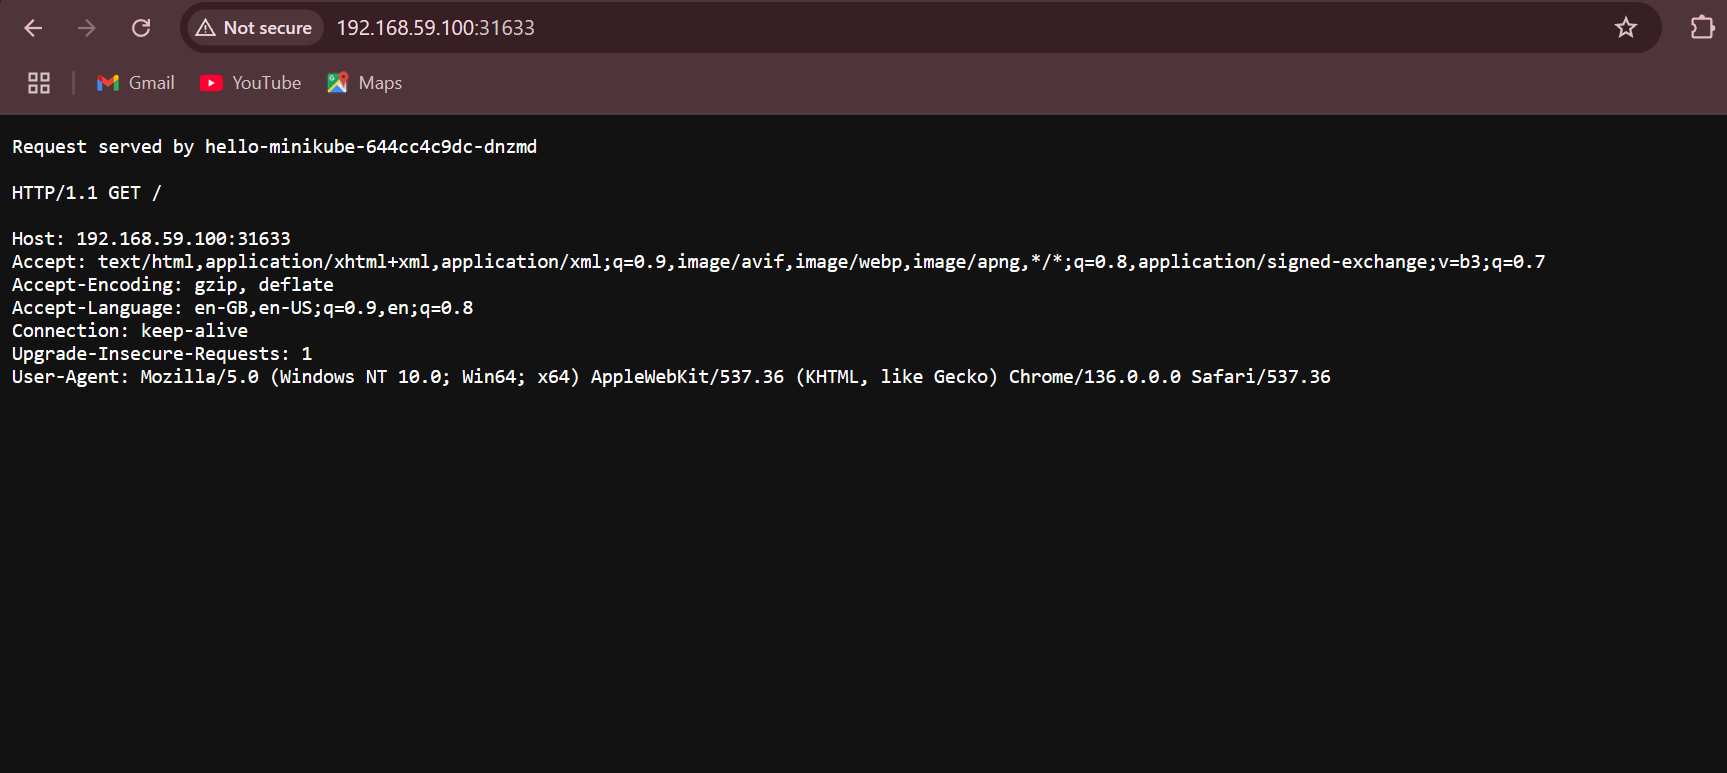 Not secure 192.168.59.100:31633
Gmail YouTube Maps
Request served by hello-minikube-644cc4c9dc-dnzmd
HTTP/1.1 GET /
Host: 192.168.59.100:31633
Accept: text/html,application/xhtml+xml,application/xml;q=0.9,image/avif,image/webp,image/apng,*/*;q=0.8,application/signed-exchange;v=b3;q=0.7
Accept-Encoding: gzip, deflate
Accept-Language: en-GB,en-US;q=0.9,en;q=0.8
Connection: keep-alive
Upgrade-Insecure-Requests: 1
User-Agent: Mozilla/5.0 (Windows NT 10.0; Win64; x64) AppleWebKit/537.36 (KHTML, like Gecko) Chrome/136.0.0.0 Safari/537.36